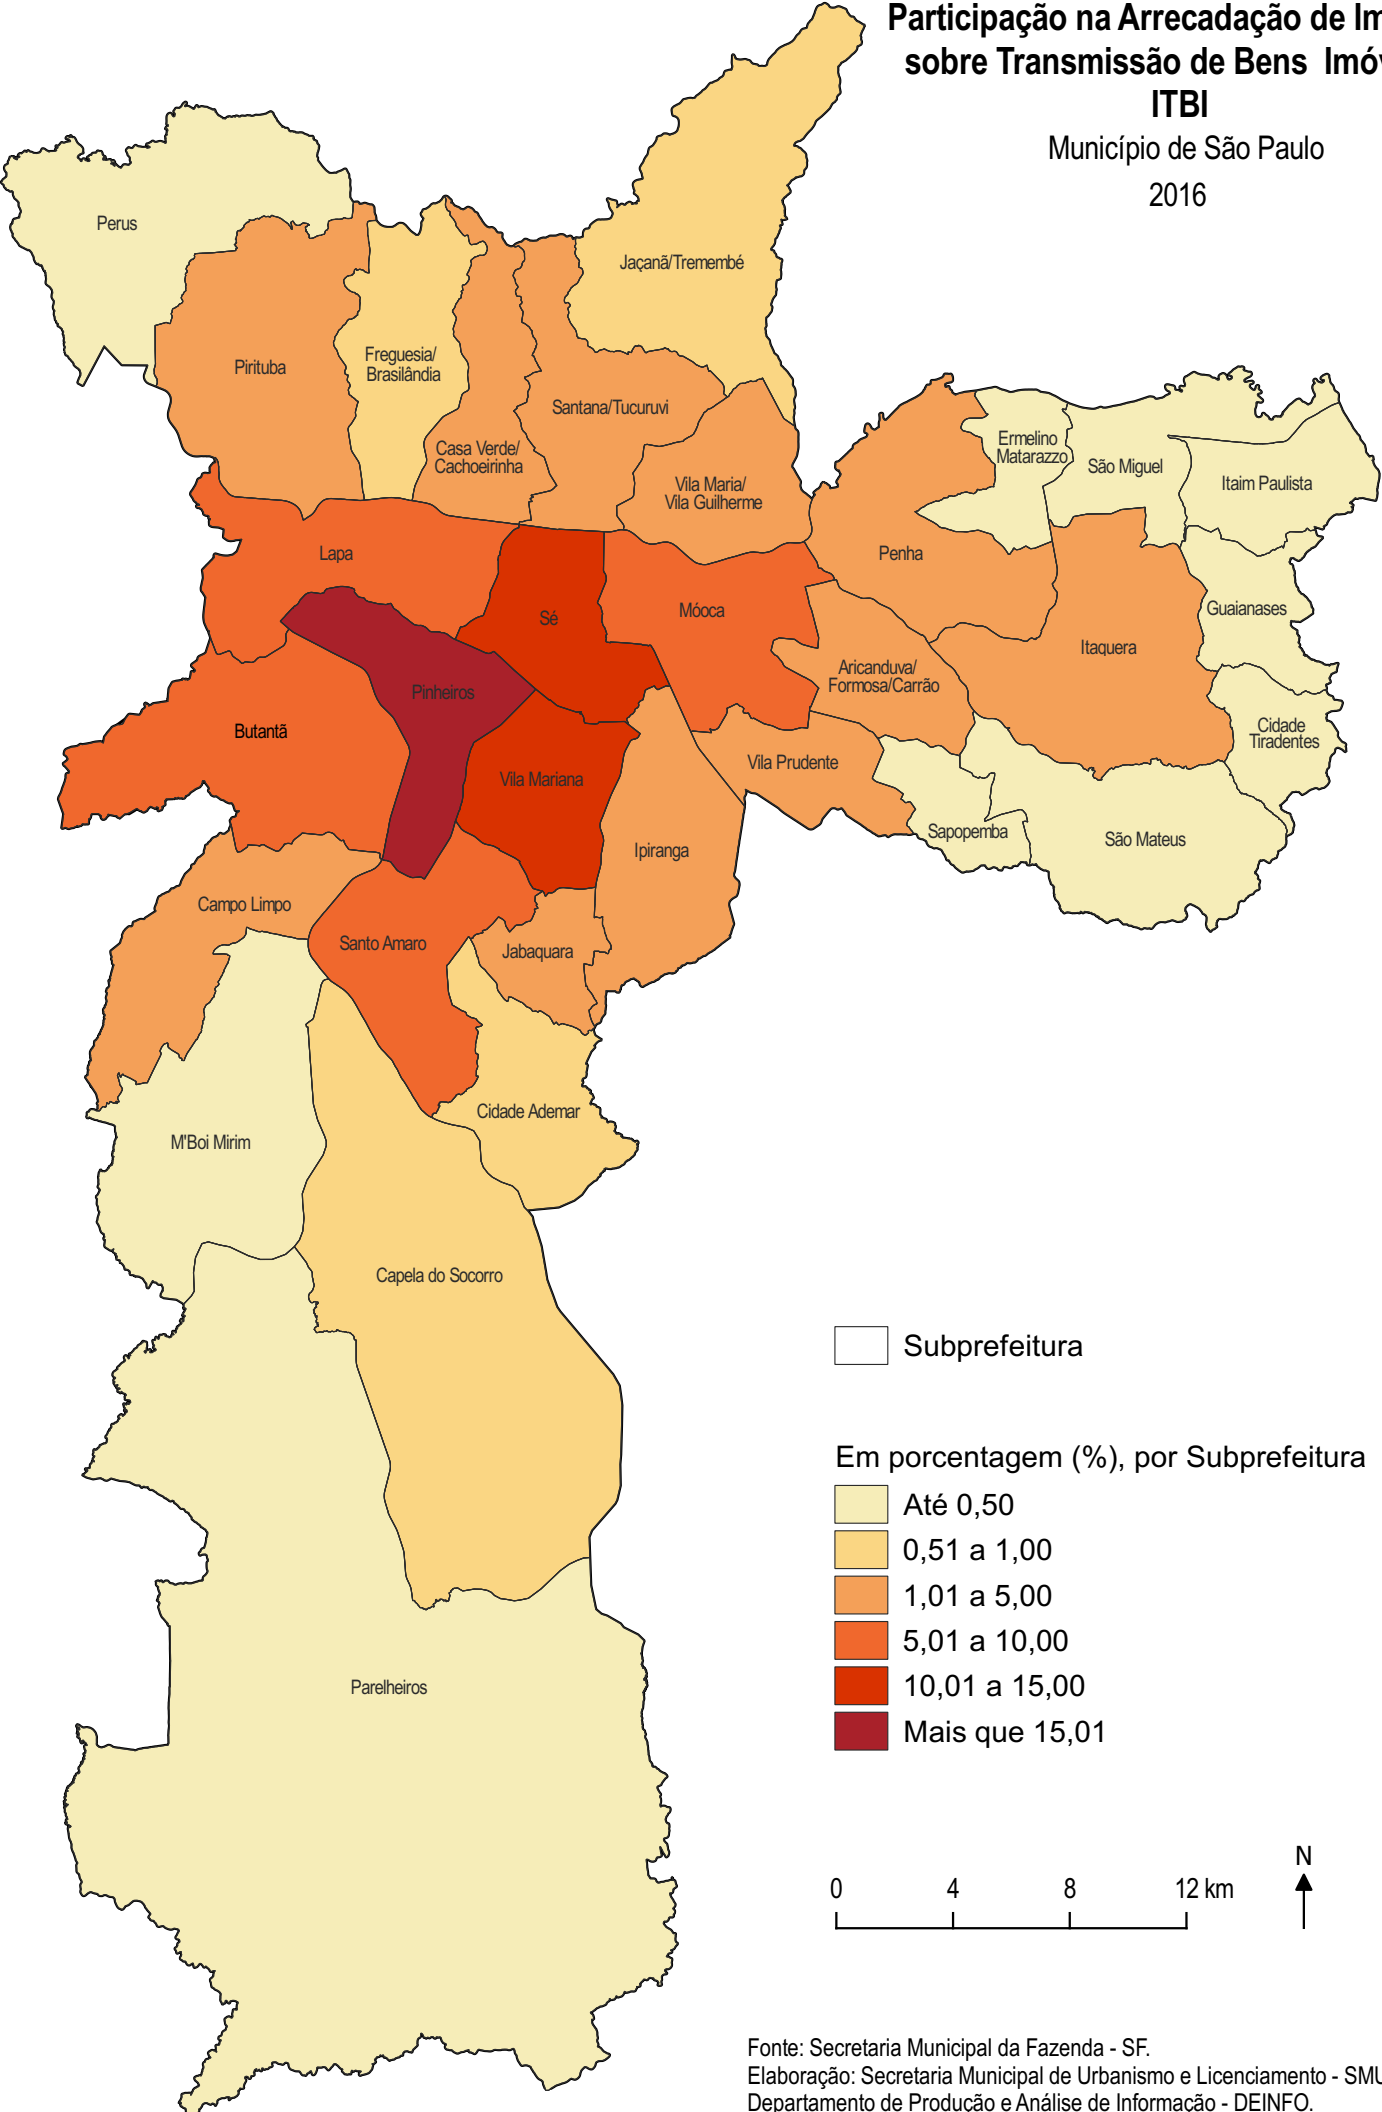 Participação na Arrecadação de Im
sobre Transmissão de Bens Imóv
ITBI
Município de São Paulo
2016
Perus
Jaçanã/Tremembé
Pirituba
Freguesia/
Brasilândia
Santana/Tucuruvi
Casa Verde/
Cachoeirinha
Vila Maria/
Vila Guilherme
Ermelino
Matarazzo
São Miguel
Itaim Paulista
Lapa
Penha
Sé
Móoca
Guaianases
Itaquera
Aricanduva/
Formosa/Carrão
Pinheiros
Butantã
Cidade
Tiradentes
Vila Mariana
Vila Prudente
Sapopemba
São Mateus
Ipiranga
Campo Limpo
Santo Amaro
Jabaquara
Cidade Ademar
M'Boi Mirim
Capela do Socorro
Parelheiros
Subprefeitura
Em porcentagem (%), por Subprefeitura
Até 0,50
0,51 a 1,00
1,01 a 5,00
5,01 a 10,00
10,01 a 15,00
Mais que 15,01
N
0 4 8 12 km
Fonte: Secretaria Municipal da Fazenda - SF.
Elaboração: Secretaria Municipal de Urbanismo e Licenciamento - SMU
Departamento de Produção e Análise de Informação - DEINFO.